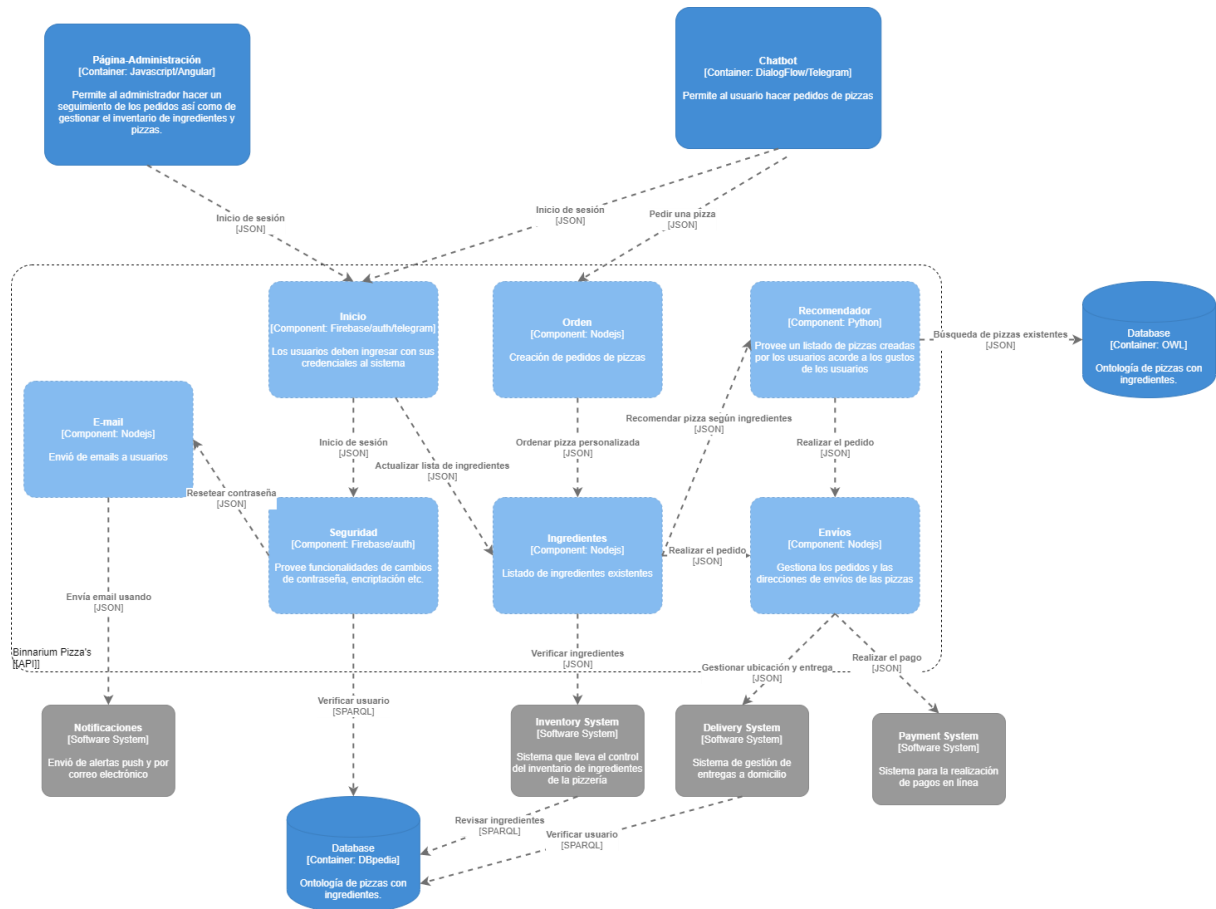 Página-Administración
[Container: Javascript/Angular]
Permite al administrador hacer un
seguimiento de los pedidos así como de
gestionar el inventario de ingredientes y
pizzas.
Chatbot
[Container: DialogFlow/Telegram]
Permite al usuario hacer pedidos de pizzas
Inicio de sesión
[JSON]
Inicio de sesión
[JSON]
Pedir una pizza
[JSON]
Inicio
[Component: Firebase/auth/telegram]
Los usuarios deben ingresar con sus
credenciales al sistema
Orden
[Component: Nodejs]
Creación de pedidos de pizzas
Recomendador
[Component: Python]
Provee un listado de pizzas creadas
por los usuarios acorde a los gustos
de los usuarios
Búsqueda de pizzas existentes
[JSON]
Database
[Container: OWL]
Ontología de pizzas con
ingredientes.
E-mail
[Component: Nodejs]
Envió de emails a usuarios
Inicio de sesión
[JSON]
Actualizar lista de ingredientes
[JSON]
Ordenar pizza personalizada
[JSON]
Recomendar pizza según ingredientes
[JSON]
Realizar el pedido
[JSON]
Resetear contraseña
[JSON]
Seguridad
[Component: Firebase/auth]
Provee funcionalidades de cambios
de contraseña, encriptación etc.
Ingredientes
[Component: Nodejs]
Listado de ingredientes existentes
Realizar el pedido
[JSON]
Envíos
[Component: Nodejs]
Gestiona los pedidos y las
direcciones de envíos de las pizzas
Envía email usando
[JSON]
Binnarium Pizza's
[[API]]
Verificar ingredientes
[JSON]
Gestionar ubicación y entrega
[JSON]
Realizar el pago
[JSON]
Verificar usuario
[SPARQL]
Notificaciones
[Software System]
Envió de alertas push y por
correo electrónico
Inventory System
[Software System]
Sistema que lleva el control
del inventario de ingredientes
de la pizzería
Delivery System
[Software System]
Sistema de gestión de
entregas a domicilio
Payment System
[Software System]
Sistema para la realización
de pagos en línea
Revisar ingredientes
[SPARQL]
Verificar usuario
[SPARQL]
Database
[Container: DBpedia]
Ontología de pizzas con
ingredientes.